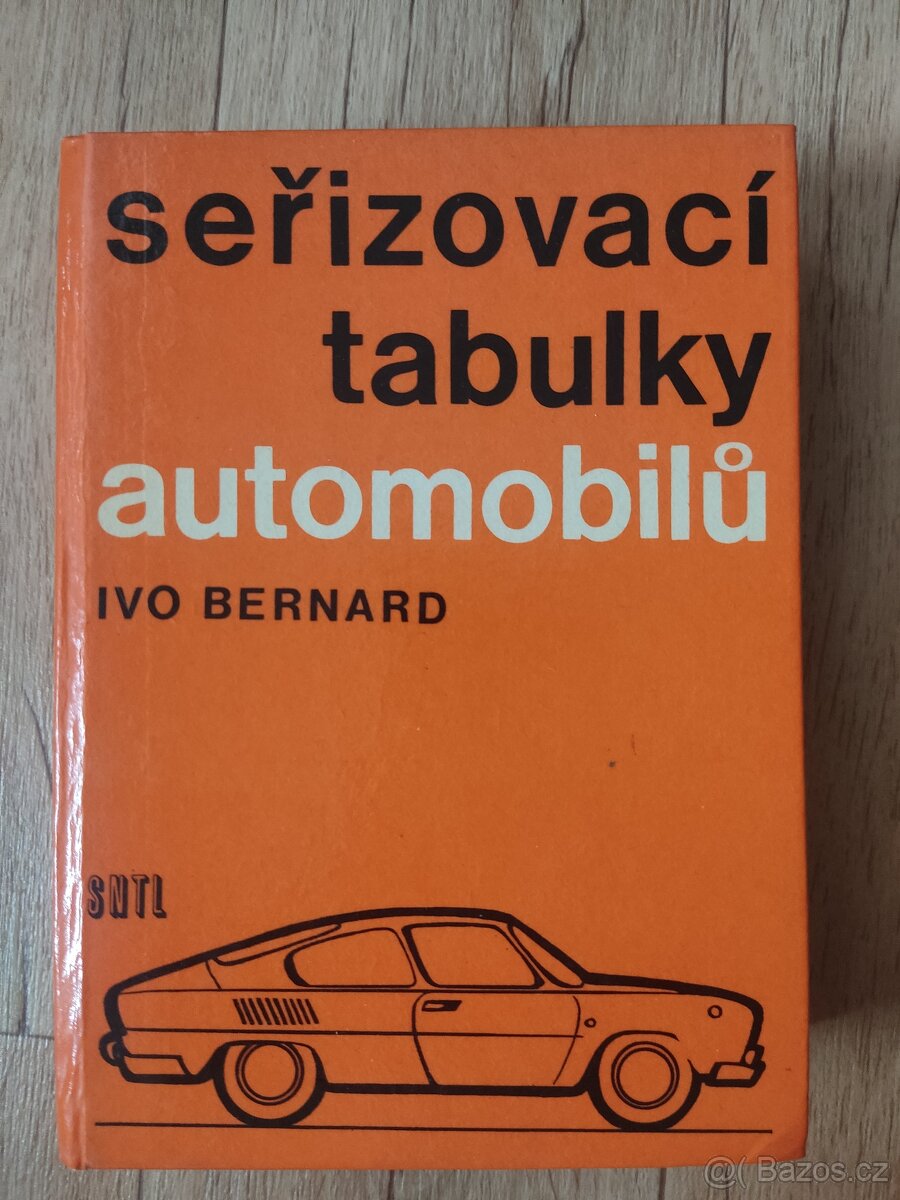 seřizovací
tabulky
automobilů
IVO BERNARD
SNTL
@( Bazos.cz